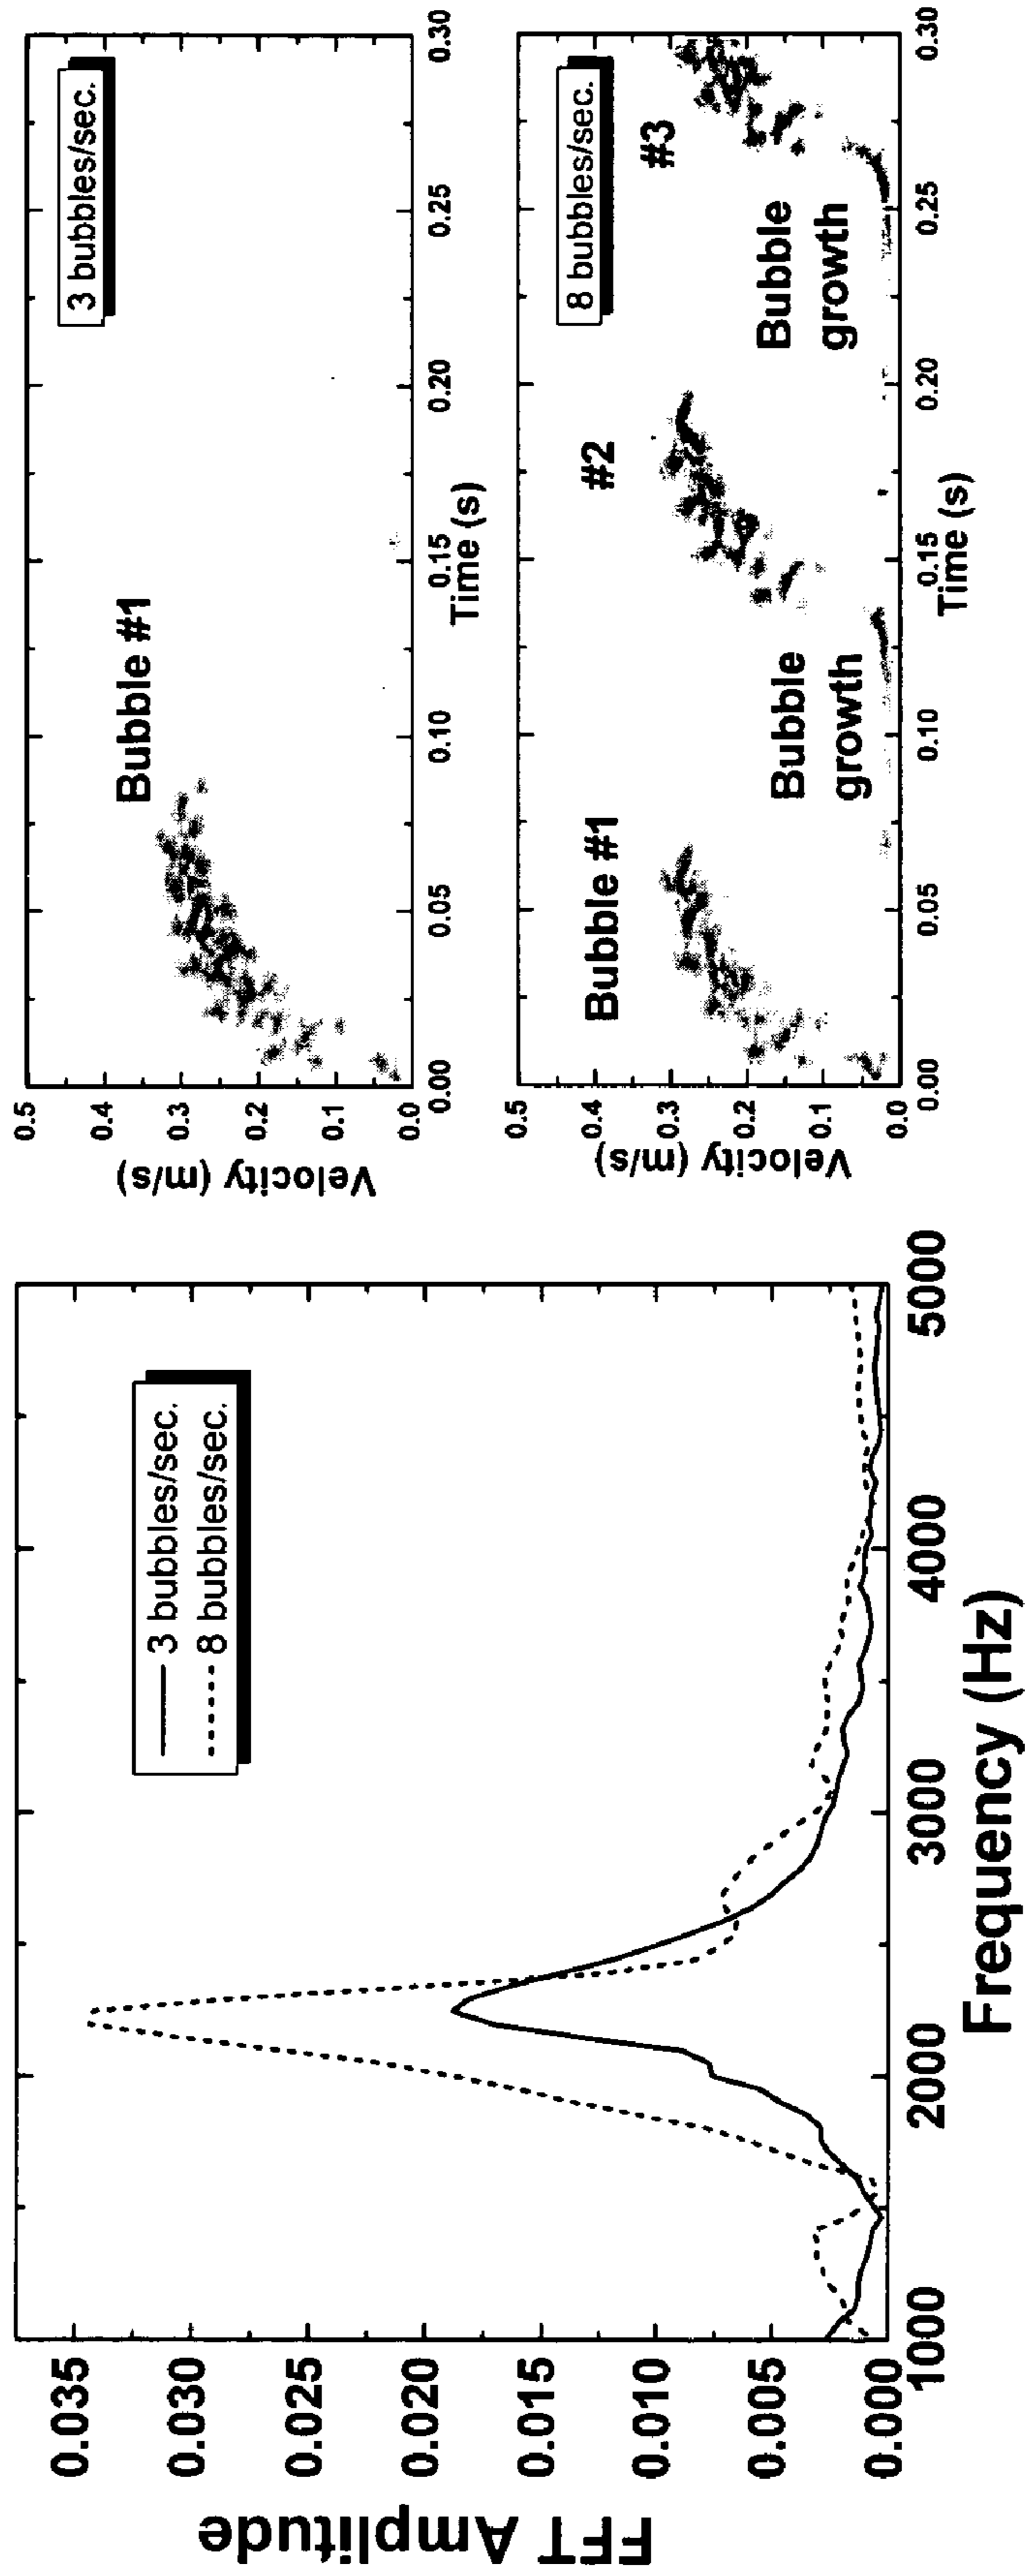 FFT Amplitude
0.035
0.030
0.025
0.020
0.015
0.010
0.005
0.000
3 bubbles/sec.
8 bubbles/sec.
1000
2000
3000
4000
5000
Frequency (Hz)
Velocity (m/s)
0.5
0.4
0.3
0.2
0.1
0.0
Bubble #1
3 bubbles/sec.
0.00
0.05
0.10
0.15
0.20
0.25
0.30
Time (s)
Velocity (m/s)
0.5
0.4
0.3
0.2
0.1
0.0
Bubble #1
Bubble
growth
#2
Bubble
growth
#3
8 bubbles/sec.
0.00
0.05
0.10
0.15
0.20
0.25
0.30
Time (s)